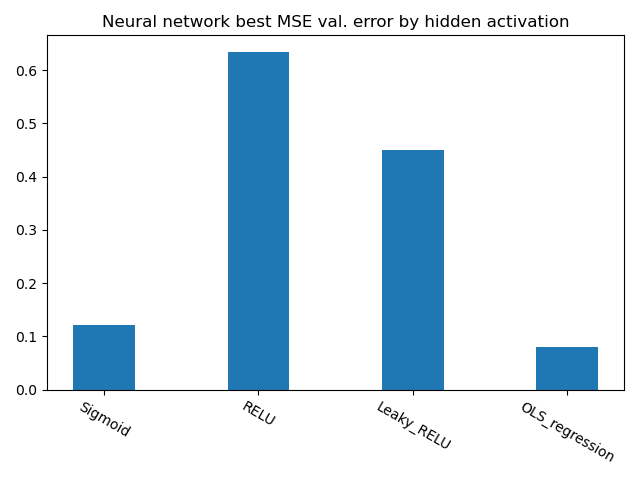 Neural network best MSE val. error by hidden activation
0.6
0.5
0.4
0.3
0.2
0.1
0.0
Sigmoid
RELU
Leaky_RELU
OLS_regression